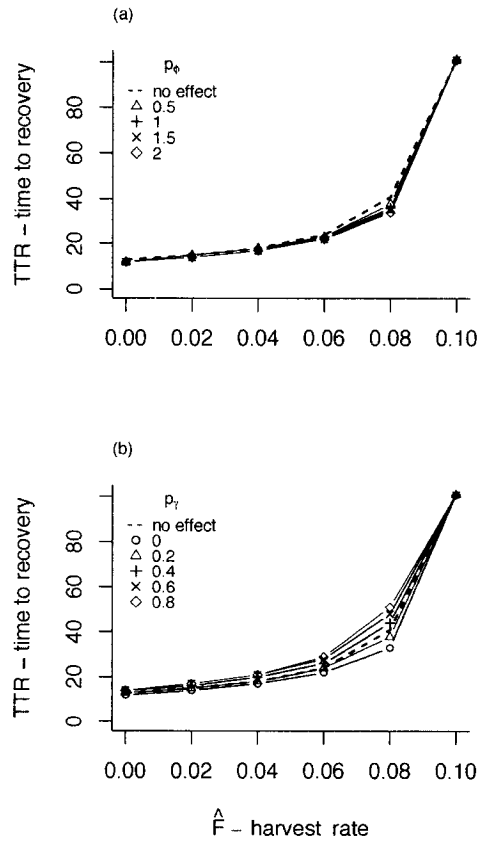 (a)
TTR – time to recovery
0 20 40 60 80
pϕ
no effect
0.5
1
1.5
2
0.00 0.02 0.04 0.06 0.08 0.10
(b)
TTR – time to recovery
0 20 40 60 80
pγ
no effect
0
0.2
0.4
0.6
0.8
0.00 0.02 0.04 0.06 0.08 0.10
F̂ – harvest rate